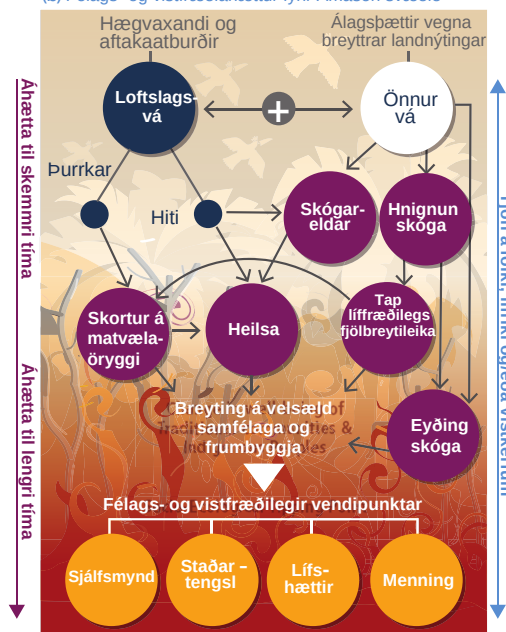 Hægvaxandi og
aftakaatburðir
Álagsþættir vegna
breyttrar landnýtingar
Loftslags-
vá
+
Önnur
vá
Þurrkar
Hiti
Skógar-
eldar
Hnignun
skóga
Skortur á
matvæla-
öryggi
Heilsa
Tap
líffræðilegs
fjölbreytileika
Breyting á velsæld
samfélaga og
frumbyggja
Eyðing
skóga
Félags- og vistfræðilegir vendipunktar
Sjálfsmynd
Staðar –
tengsl
Lífs-
hættir
Menning
Áhætta til skemmri tíma
Áhætta til lengri tíma